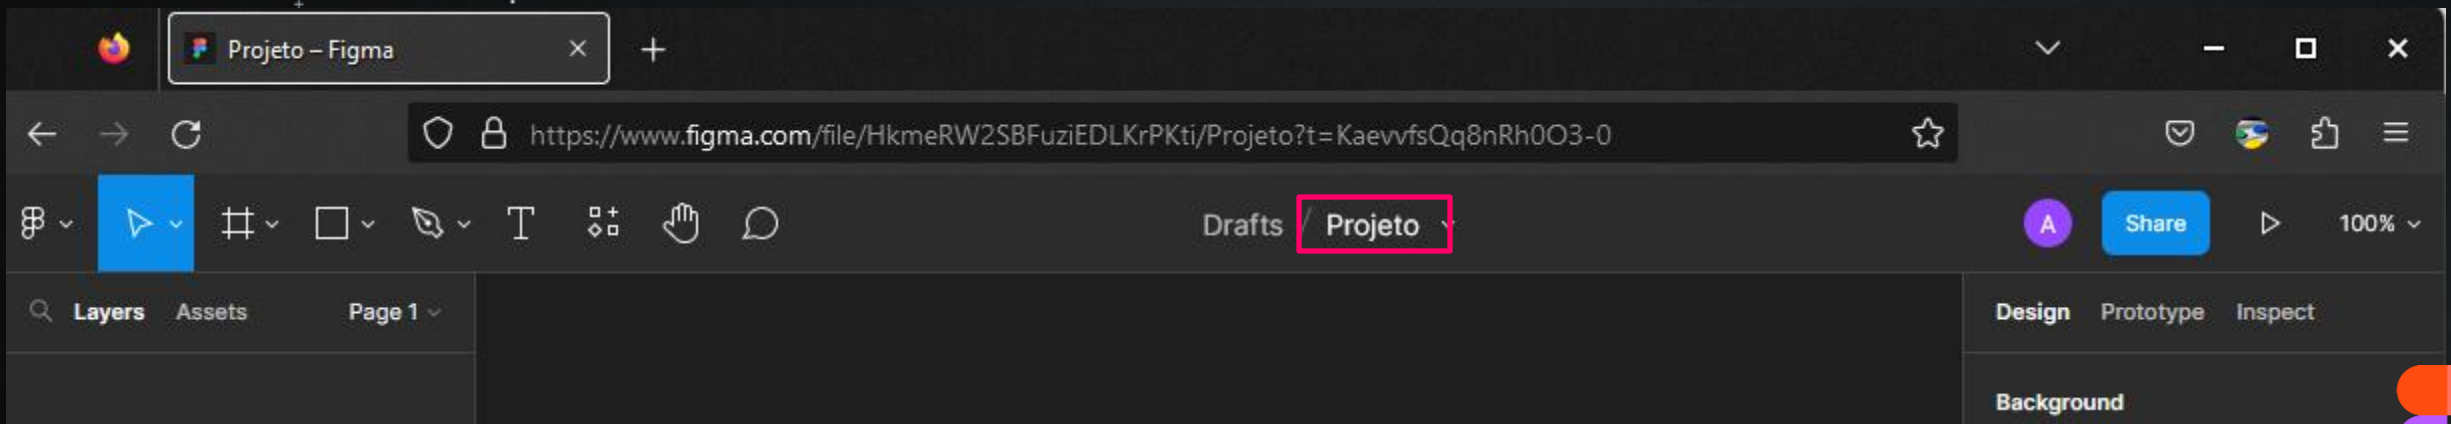 Projeto – Figma
https://www.figma.com/file/HkmeRW2SBFuziEDLKrPKti/Projeto?t=KaevvfsQq8nRh0O3-0
Drafts / Projeto
A
Share
100%
Layers Assets Page 1
Design Prototype Inspect
Background